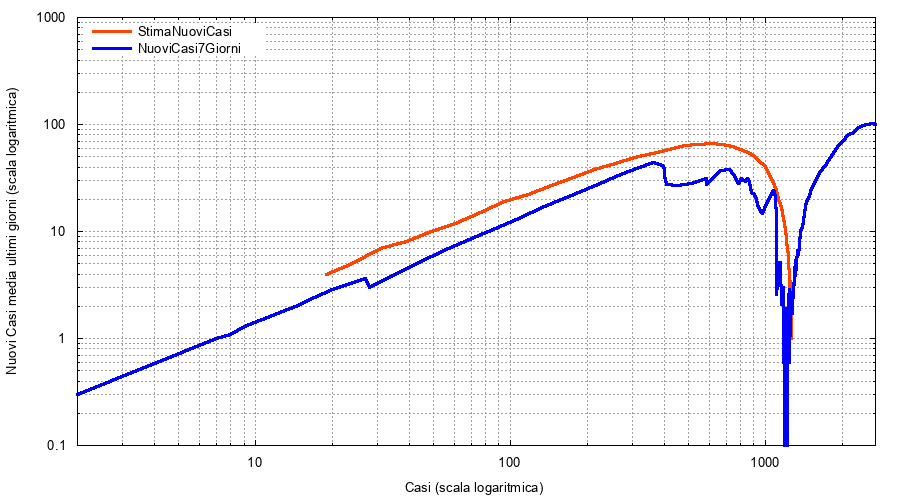 1000
StimaNuoviCasi
NuoviCasi7Giorni
100
10
1
0.1
Nuovi Casi media ultimi giorni (scala logaritmica)
10 100 1000
Casi (scala logaritmica)